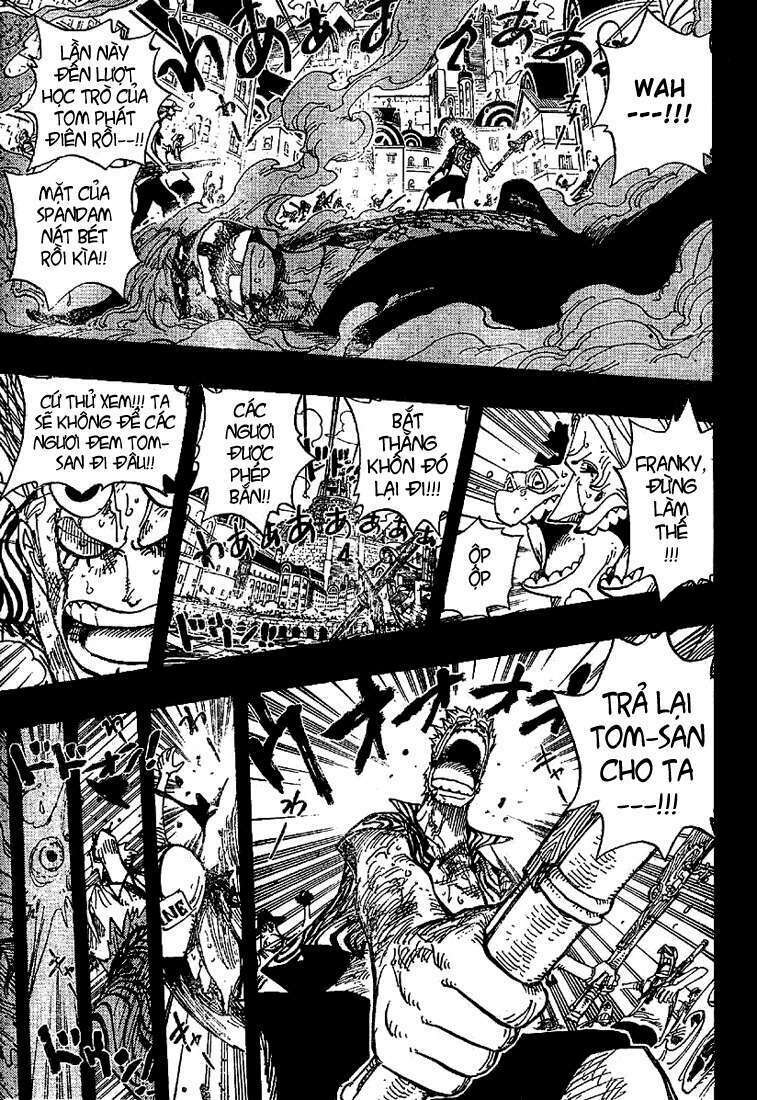 WAH
---!!!
LẦN NÀY
ĐẾN LƯỢT
HỌC TRÒ CỦA
TOM PHÁT
ĐIÊN RỒI---!!
MẶT CỦA
SPANDAM
NÁT BÉT
RỒI KÌA!!
FRANKY,
ĐỪNG
LÀM
THẾ
!!!
ỘP
ỘP
BẮT
THẰNG
KHỐN ĐÓ
LẠI ĐI!!!
CÁC
NGƯƠI
ĐƯỢC
PHÉP
BẮN!!
CỨ THỬ XEM!!! TA
SẼ KHÔNG ĐỂ CÁC
NGƯƠI ĐEM TOM-
SAN ĐI ĐÂU!!
TRẢ LẠI
TOM-SAN
CHO TA
---!!!